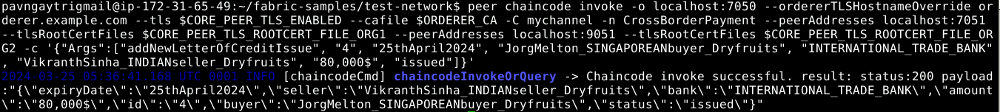 pavngaytrigmail@ip-172-31-65-49:~/fabric-samples/test-network$ peer chaincode invoke -o localhost:7050 --ordererTLSHostnameOverride or
derer.example.com --tls $CORE_PEER_TLS_ENABLED --cafile $ORDERER_CA -C mychannel -n CrossBorderPayment --peerAddresses localhost:7051
--tlsRootCertFiles $CORE_PEER_TLS_ROOTCERT_FILE_ORG1 --peerAddresses localhost:9051 --tlsRootCertFiles $CORE_PEER_TLS_ROOTCERT_FILE_OR
G2 -c '{"Args":["addNewLetterOfCreditIssue", "4", "25thApril2024", "JorgMelton_SINGAPOREANbuyer_Dryfruits", "INTERNATIONAL_TRADE_BANK"
, "VikranthSinha_INDIANseller_Dryfruits", "80,000$", "issued"]}'
2024-03-25 05:36:41.168 UTC 0001 INFO [chaincodeCmd] chaincodeInvokeOrQuery -> Chaincode invoke successful. result: status:200 payload
:"{\"expiryDate\":\"25thApril2024\",\"seller\":\"VikranthSinha_INDIANseller_Dryfruits\",\"bank\":\"INTERNATIONAL_TRADE_BANK\",\"amount
\":\"80,000$\",\"id\":\"4\",\"buyer\":\"JorgMelton_SINGAPOREANbuyer_Dryfruits\",\"status\":\"issued\"}"